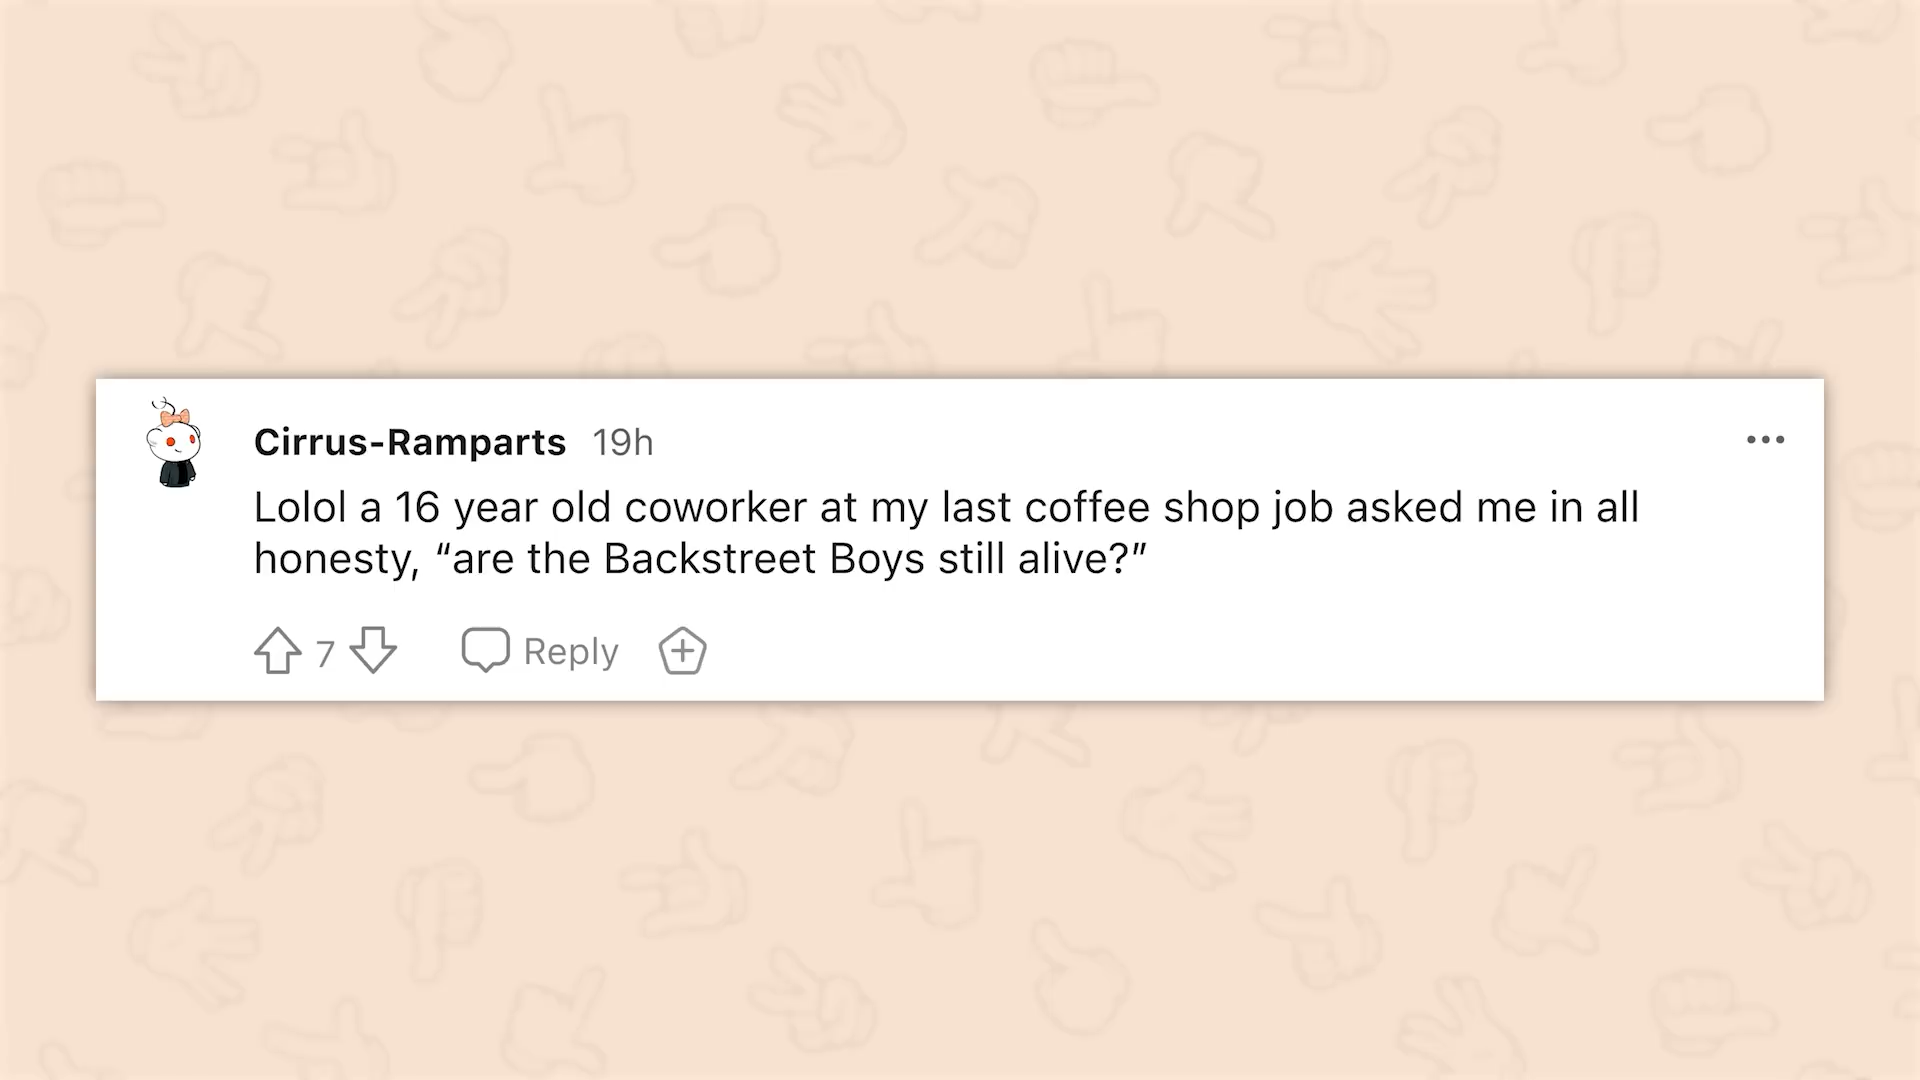 Cirrus-Ramparts 19h
Lolol a 16 year old coworker at my last coffee shop job asked me in all
honesty, “are the Backstreet Boys still alive?”
7 Reply